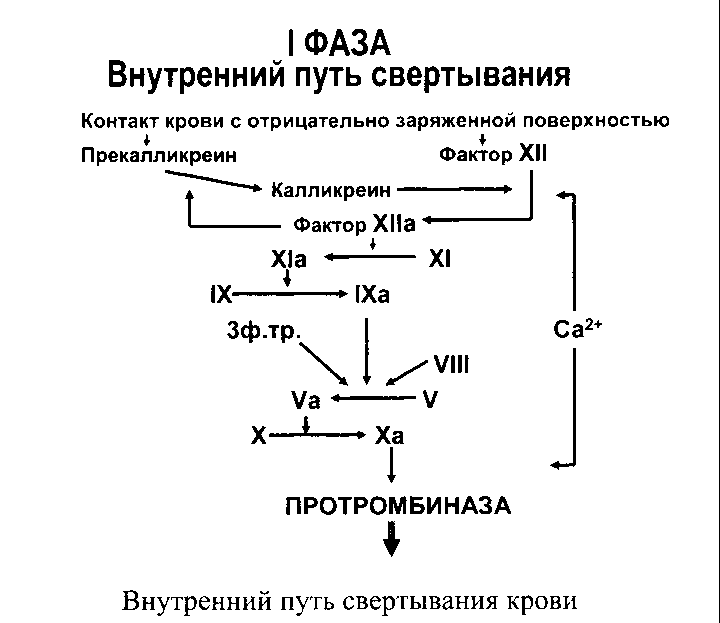 I ФАЗА
Внутренний путь свертывания
Контакт крови с отрицательно заряженной поверхностью
Прекалликреин Фактор XII
Калликреин
Фактор XIIa
XIa XI
IX IXa
Ca²⁺
3ф.тр.
VIII
Va V
X Xa
ПРОТРОМБИНАЗА
Внутренний путь свертывания крови